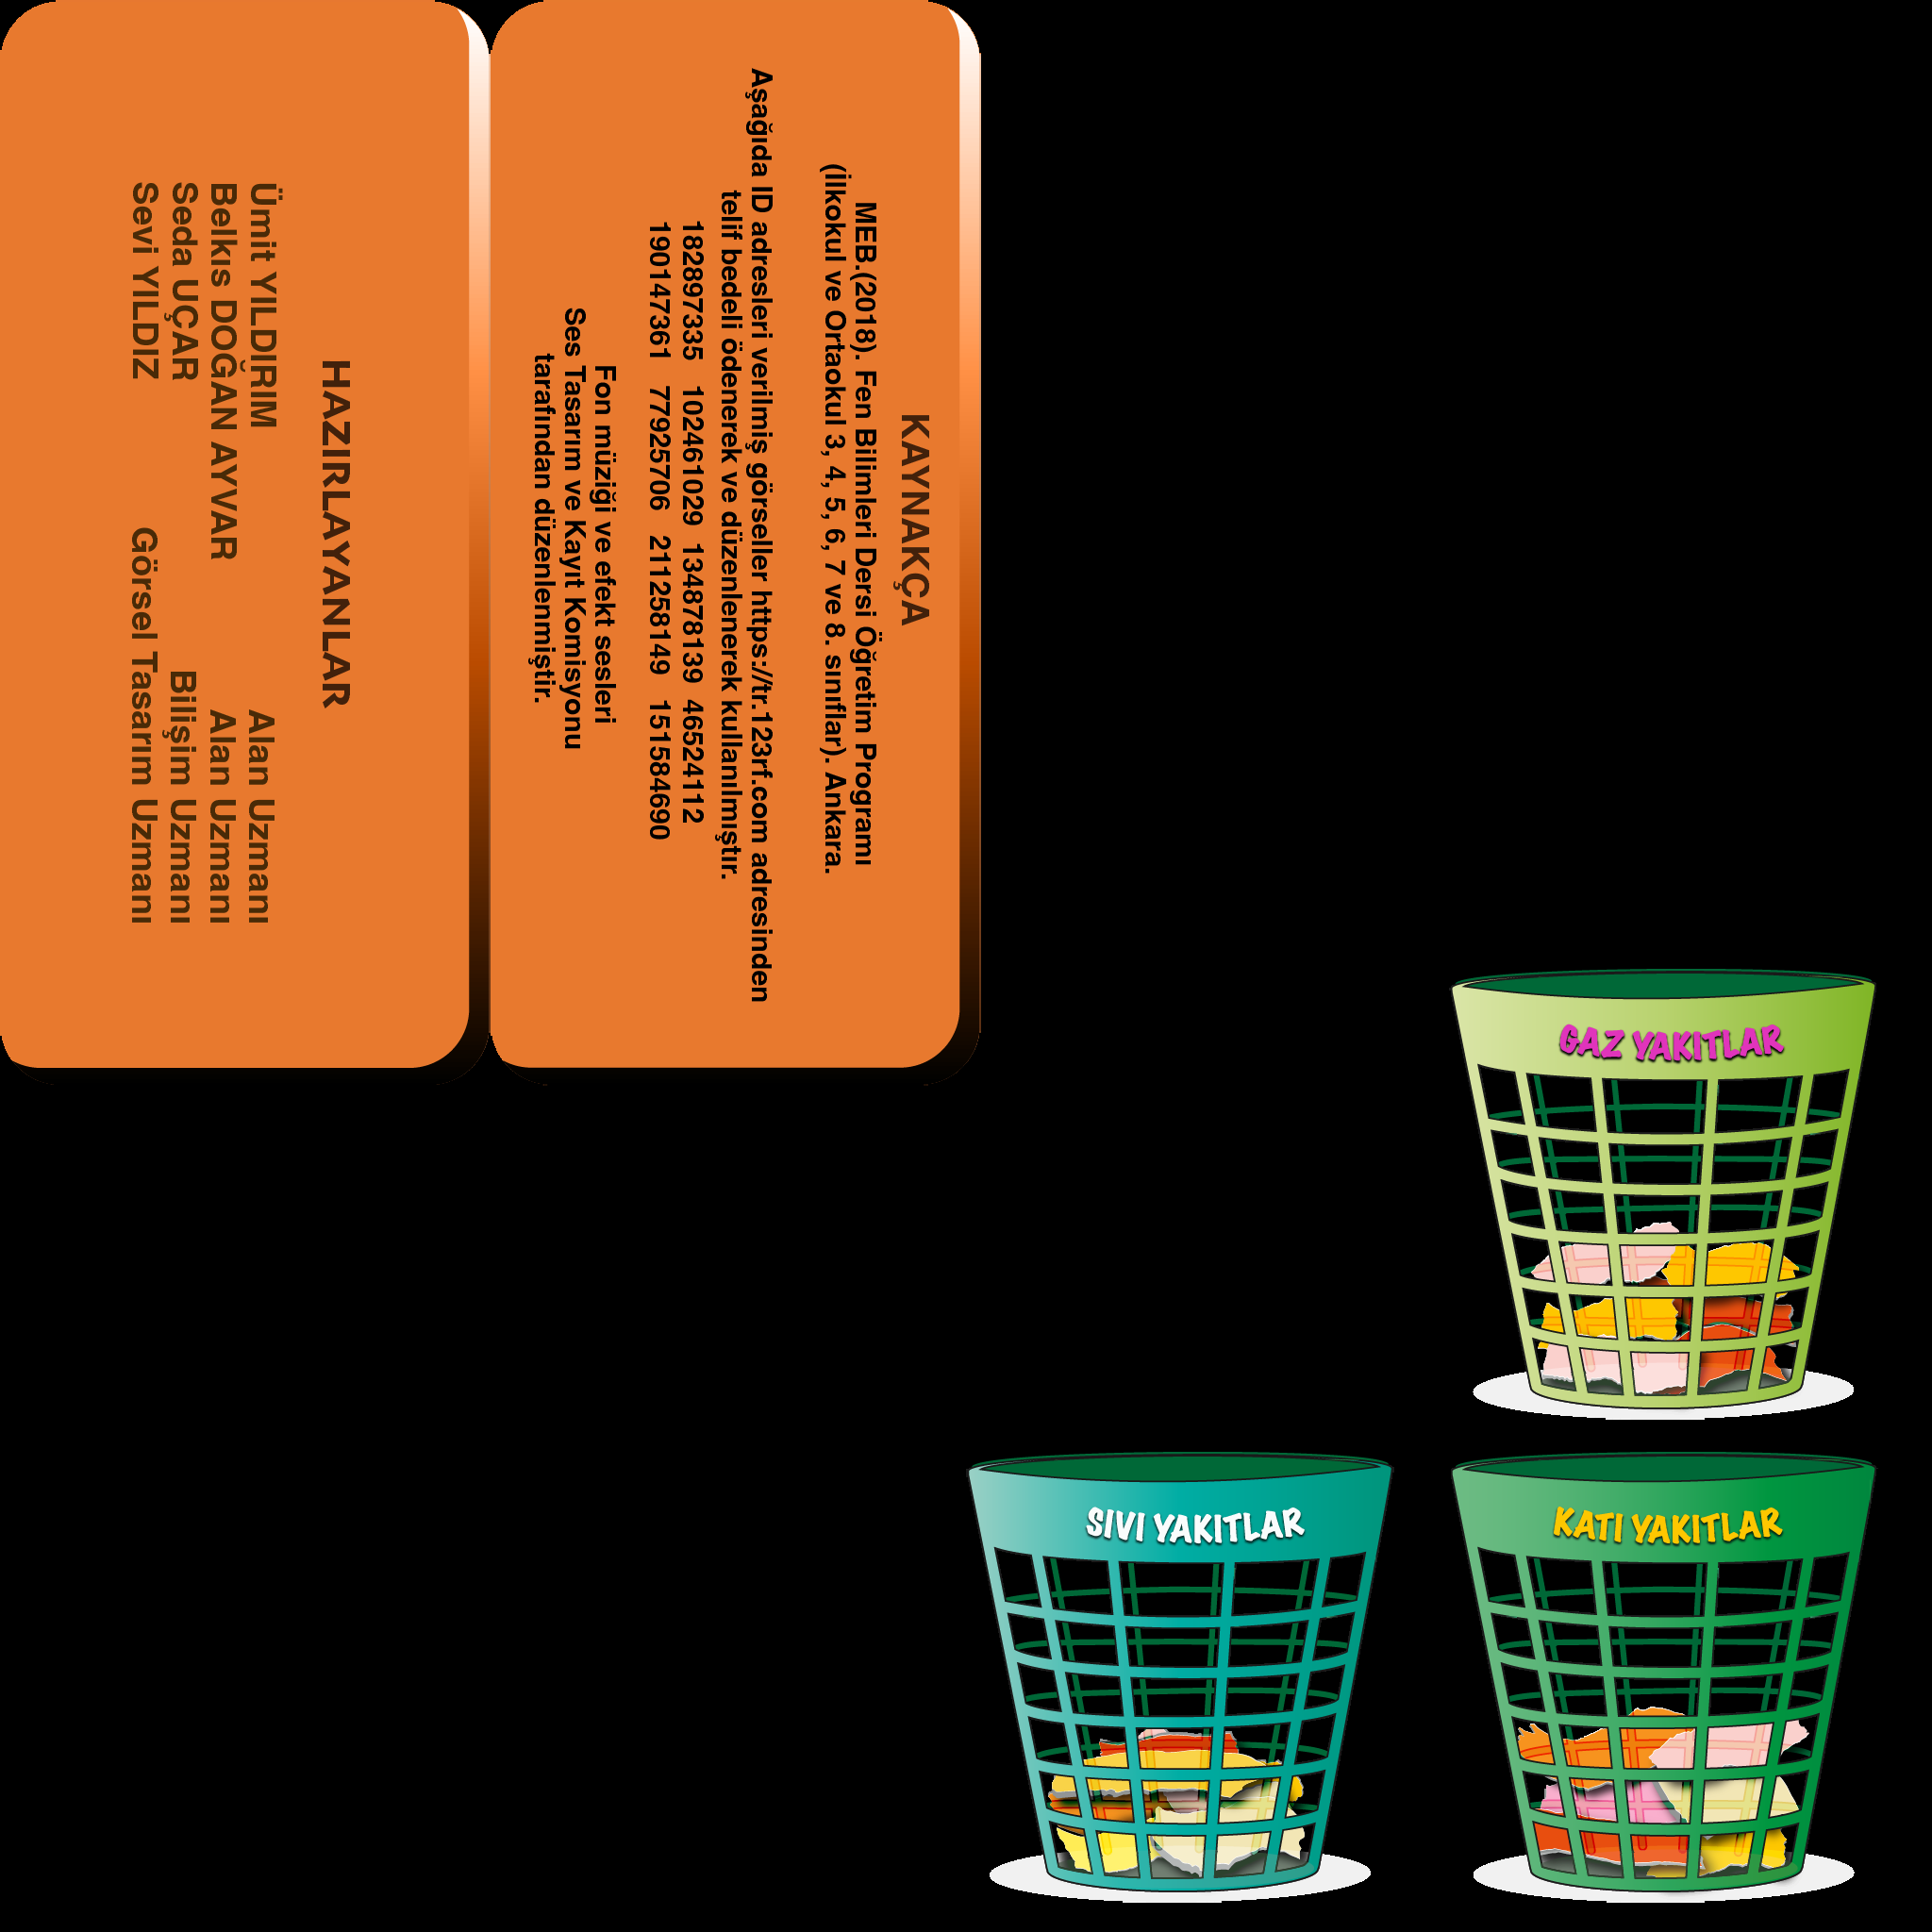 HAZIRLAYANLAR
Ümit YILDIRIM Alan Uzmanı
Belkıs DOĞAN AYVAR Alan Uzmanı
Seda UÇAR Bilişim Uzmanı
Sevi YILDIZ Görsel Tasarım Uzmanı
KAYNAKÇA
MEB.(2018). Fen Bilimleri Dersi Öğretim Programı
(İlkokul ve Ortaokul 3, 4, 5, 6, 7 ve 8. sınıflar). Ankara.
Aşağıda ID adresleri verilmiş görseller https://tr.123rf.com adresinden
telif bedeli ödenerek ve düzenlenerek kullanılmıştır.
182897335 102461029 134878139 46524112
190147361 77925706 211258149 151584690
Fon müziği ve efekt sesleri
Ses Tasarım ve Kayıt Komisyonu
tarafından düzenlenmiştir.
GAZ YAKITLAR
SIVI YAKITLAR
KATI YAKITLAR